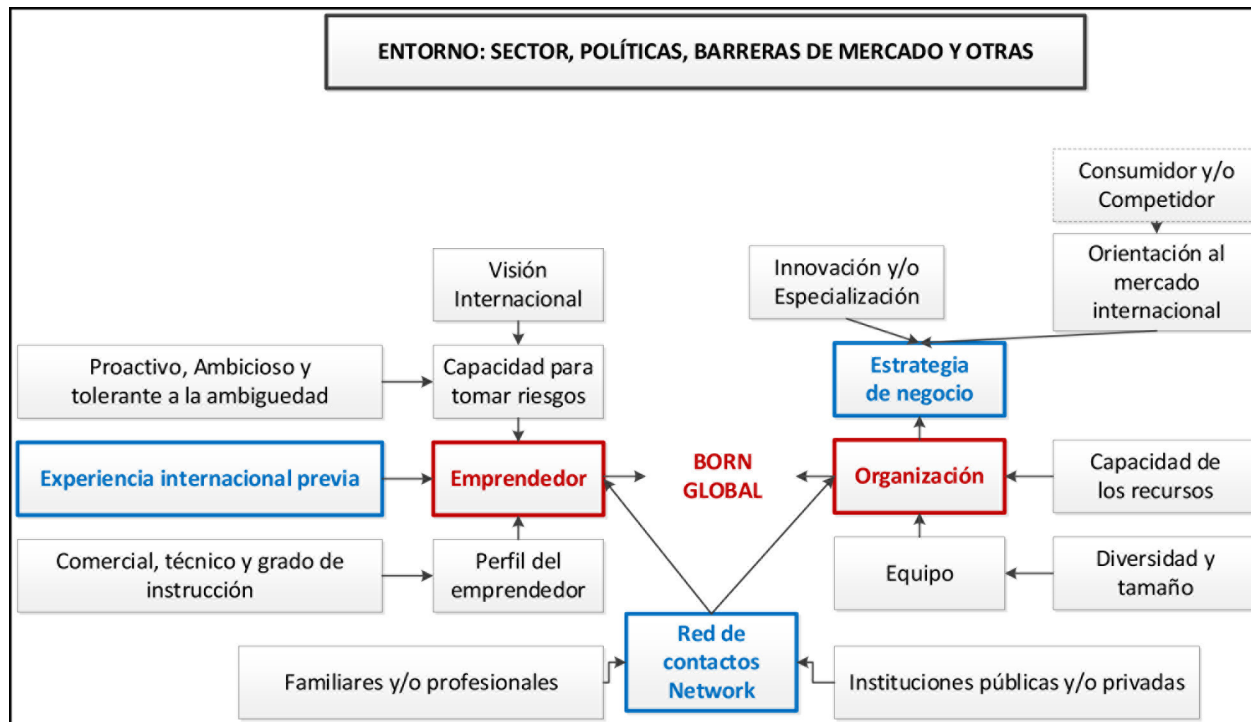 ENTORNO: SECTOR, POLÍTICAS, BARRERAS DE MERCADO Y OTRAS
Consumidor y/o
Competidor
Visión
Internacional
Innovación y/o
Especialización
Orientación al
mercado
internacional
Proactivo, Ambicioso y
tolerante a la ambiguedad
Capacidad para
tomar riesgos
Estrategia
de negocio
Experiencia internacional previa
Emprendedor
BORN
GLOBAL
Organización
Capacidad de
los recursos
Comercial, técnico y grado de
instrucción
Perfil del
emprendedor
Equipo
Diversidad y
tamaño
Red de
contactos
Network
Familiares y/o profesionales
Instituciones públicas y/o privadas